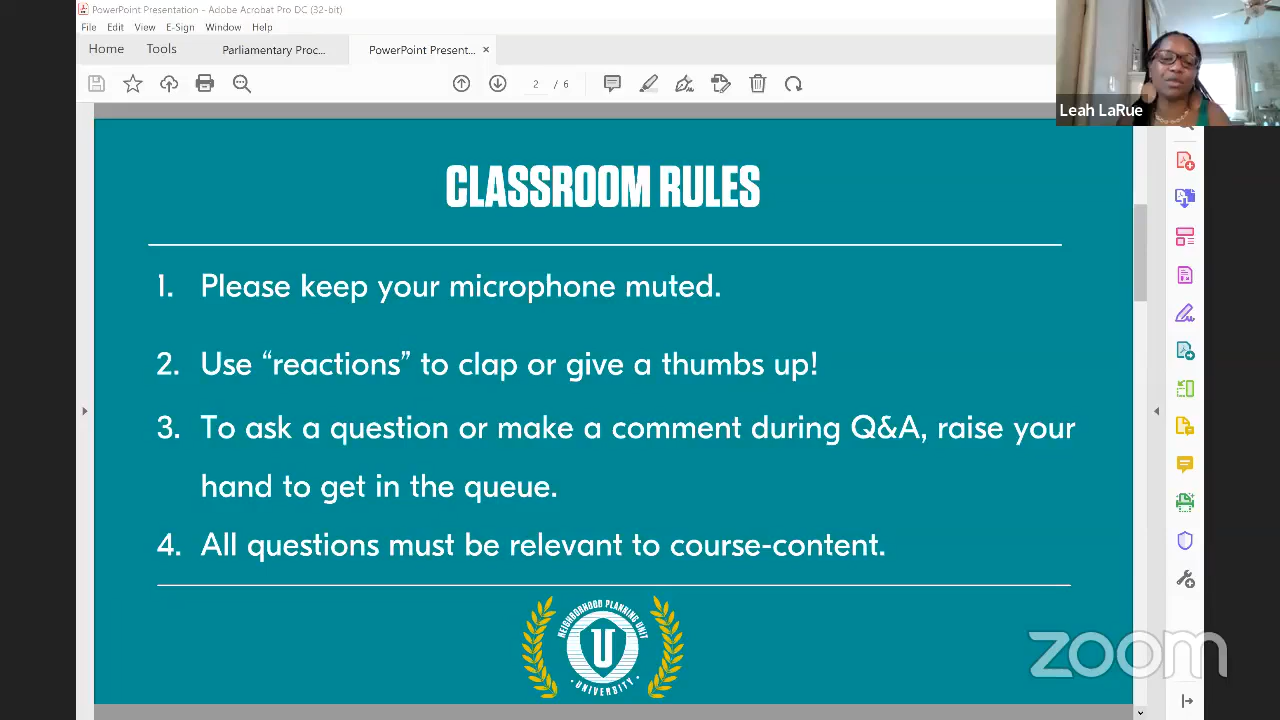 PowerPoint Presentation - Adobe Acrobat Pro DC (32-bit)
File Edit View E-Sign Window Help
Home Tools Parliamentary Proc... PowerPoint Present... ×
2 / 6
Leah LaRue
CLASSROOM RULES
1. Please keep your microphone muted.
2. Use “reactions” to clap or give a thumbs up!
3. To ask a question or make a comment during Q&A, raise your
hand to get in the queue.
4. All questions must be relevant to course-content.
NEIGHBORHOOD PLANNING UNIT
U
· UNIVERSITY ·
zoom